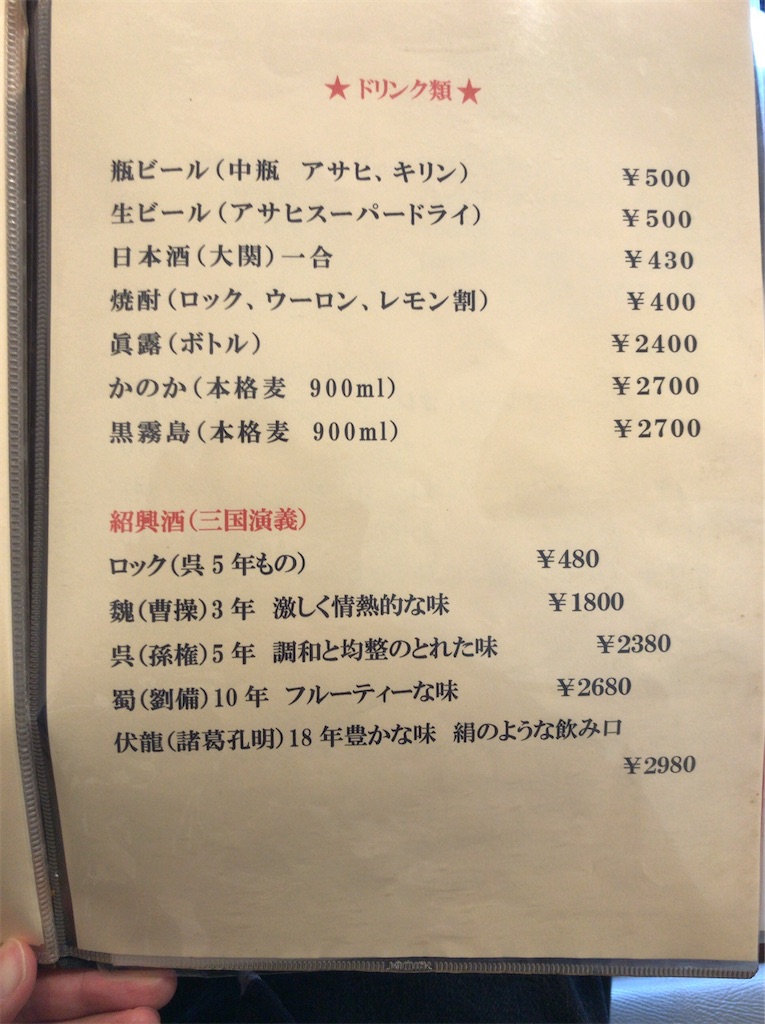 ★ドリンク類★
瓶ビール(中瓶 アサヒ、キリン) ¥500
生ビール(アサヒスーパードライ) ¥500
日本酒(大関)一合 ¥430
焼酎(ロック、ウーロン、レモン割) ¥400
眞露(ボトル) ¥2400
かのか(本格麦 900ml) ¥2700
黒霧島(本格麦 900ml) ¥2700
紹興酒(三国演義)
ロック(呉5年もの) ¥480
魏(曹操)3年 激しく情熱的な味 ¥1800
呉(孫権)5年 調和と均整のとれた味 ¥2380
蜀(劉備)10年 フルーティーな味 ¥2680
伏龍(諸葛孔明)18年豊かな味 絹のような飲み口
¥2980